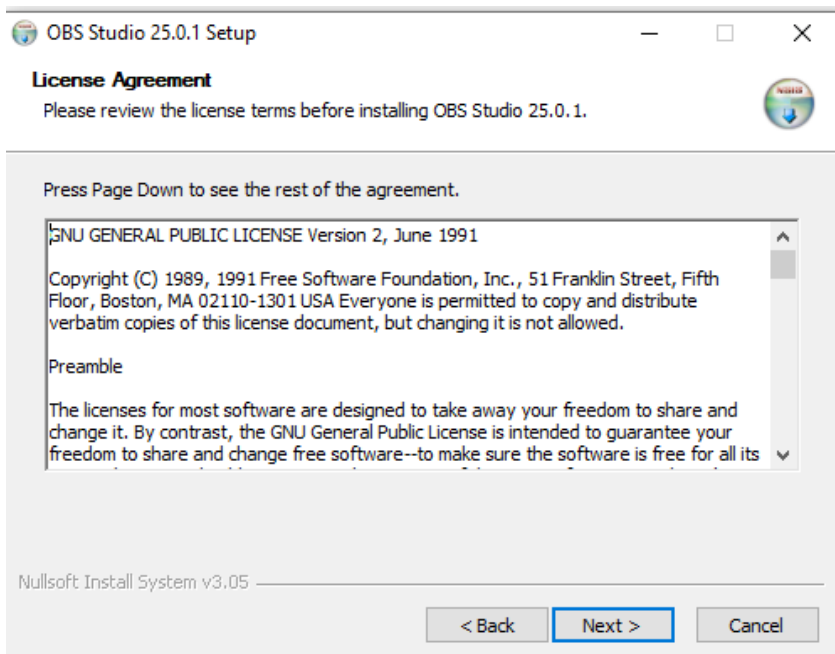 OBS Studio 25.0.1 Setup
License Agreement
Please review the license terms before installing OBS Studio 25.0.1.
Press Page Down to see the rest of the agreement.
GNU GENERAL PUBLIC LICENSE Version 2, June 1991
Copyright (C) 1989, 1991 Free Software Foundation, Inc., 51 Franklin Street, Fifth
Floor, Boston, MA 02110-1301 USA Everyone is permitted to copy and distribute
verbatim copies of this license document, but changing it is not allowed.
Preamble
The licenses for most software are designed to take away your freedom to share and
change it. By contrast, the GNU General Public License is intended to guarantee your
freedom to share and change free software--to make sure the software is free for all its
Nullsoft Install System v3.05
< Back
Next >
Cancel